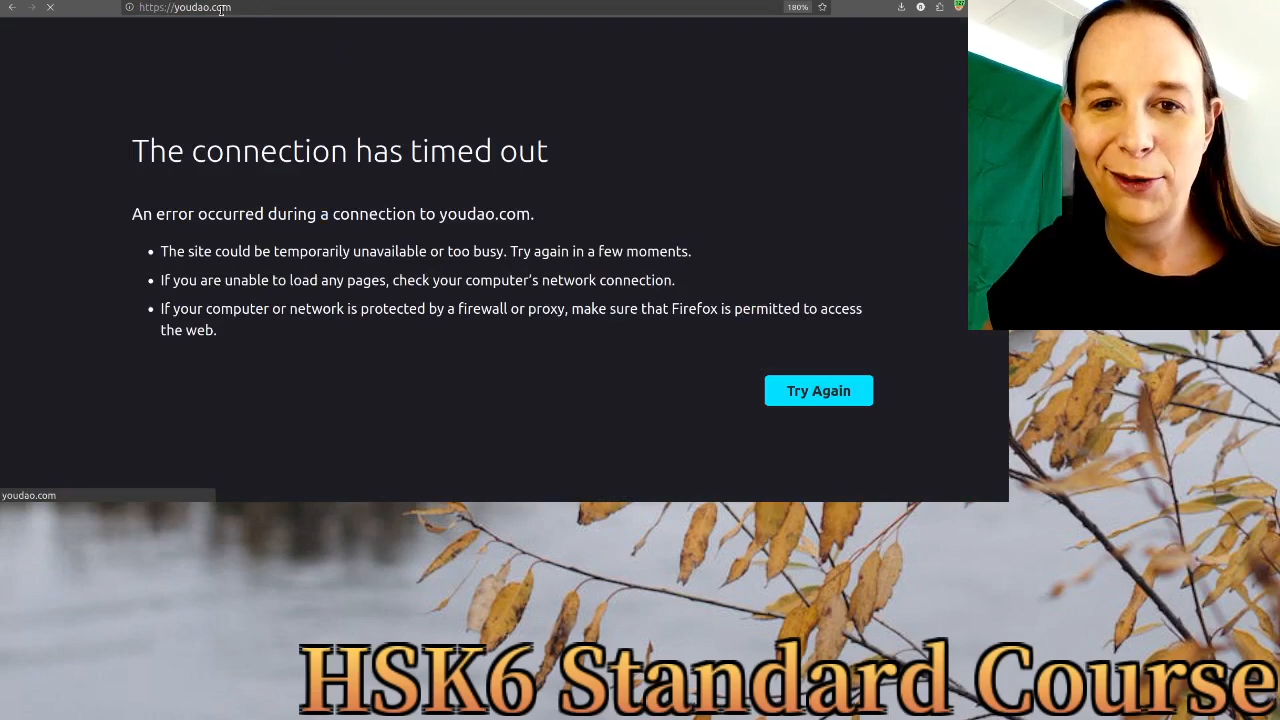 https://youdao.com
180%
The connection has timed out
An error occurred during a connection to youdao.com.
The site could be temporarily unavailable or too busy. Try again in a few moments.
If you are unable to load any pages, check your computer’s network connection.
If your computer or network is protected by a firewall or proxy, make sure that Firefox is permitted to access
the web.
Try Again
youdao.com
HSK6 Standard Course